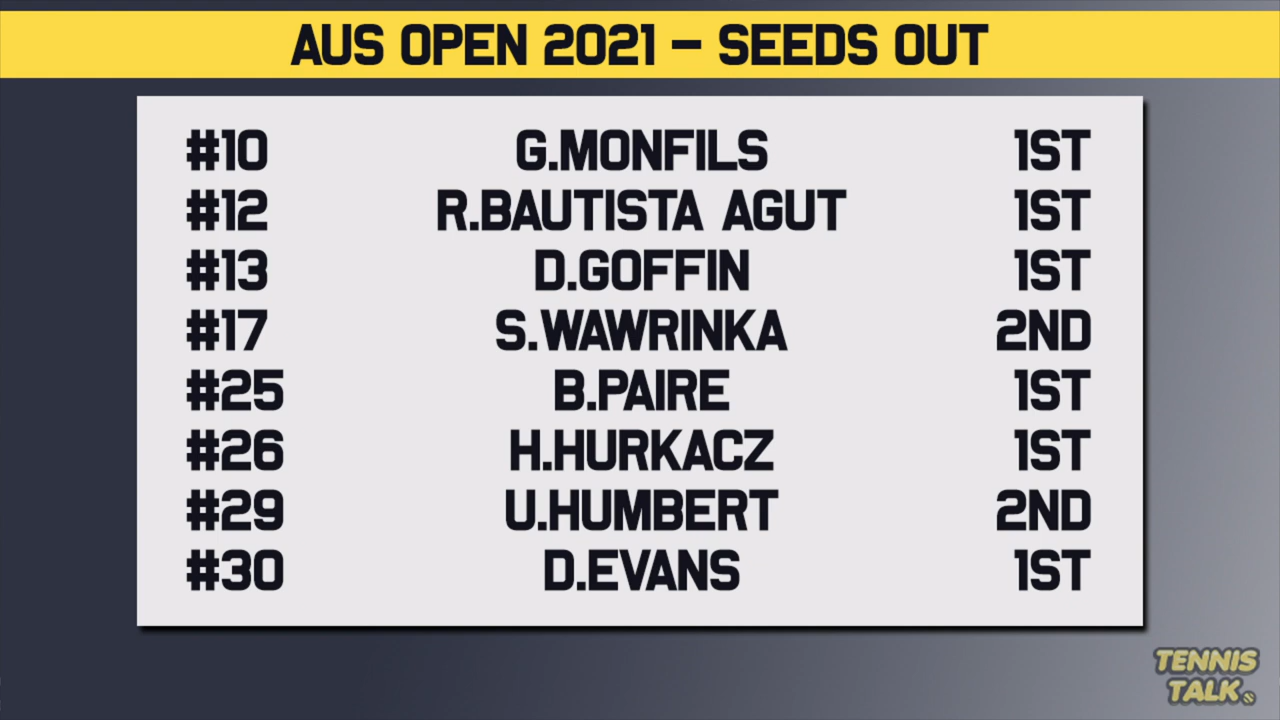 AUS OPEN 2021 – SEEDS OUT
#10 G.MONFILS 1ST
#12 R.BAUTISTA AGUT 1ST
#13 D.GOFFIN 1ST
#17 S.WAWRINKA 2ND
#25 B.PAIRE 1ST
#26 H.HURKACZ 1ST
#29 U.HUMBERT 2ND
#30 D.EVANS 1ST
TENNIS
TALK